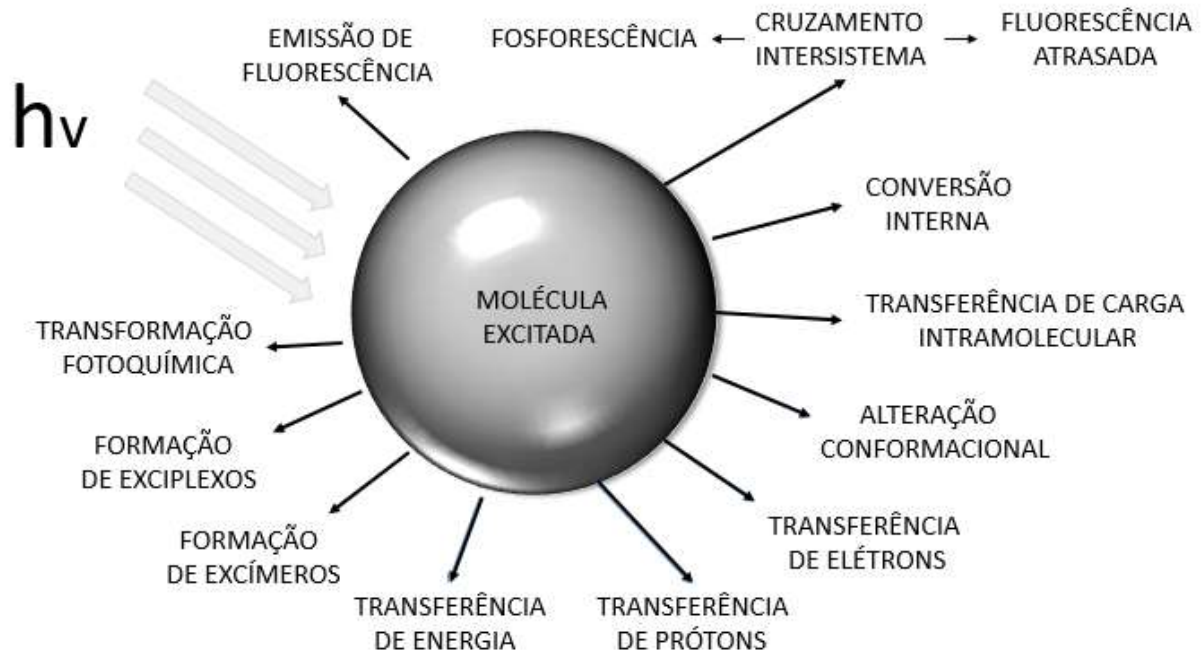 EMISSÃO DE
FLUORESCÊNCIA
FOSFORESCÊNCIA
CRUZAMENTO
INTERSISTEMA
FLUORESCÊNCIA
ATRASADA
hν
CONVERSÃO
INTERNA
MOLÉCULA
EXCITADA
TRANSFERÊNCIA DE CARGA
INTRAMOLECULAR
TRANSFORMAÇÃO
FOTOQUÍMICA
ALTERAÇÃO
CONFORMACIONAL
FORMAÇÃO
DE EXCIPLEXOS
TRANSFERÊNCIA
DE ELÉTRONS
FORMAÇÃO
DE EXCÍMEROS
TRANSFERÊNCIA
DE ENERGIA
TRANSFERÊNCIA
DE PRÓTONS